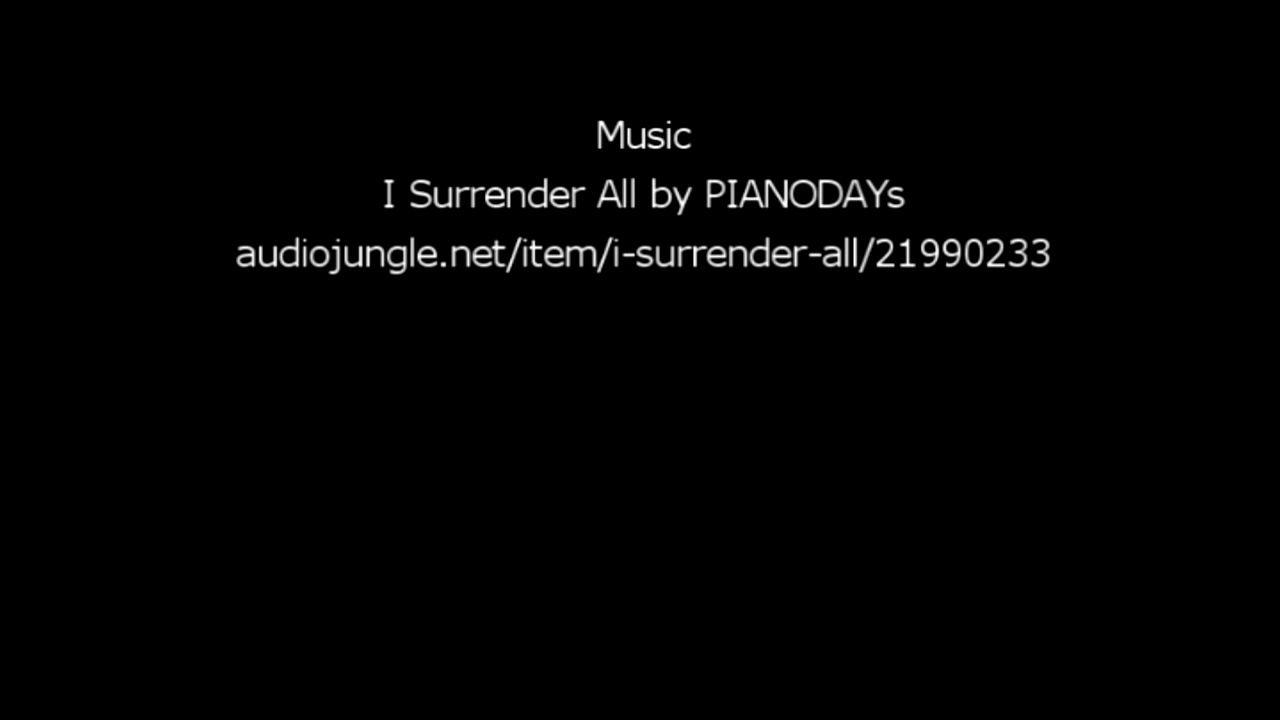 Music
I Surrender All by PIANODAYs
audiojungle.net/item/i-surrender-all/21990233